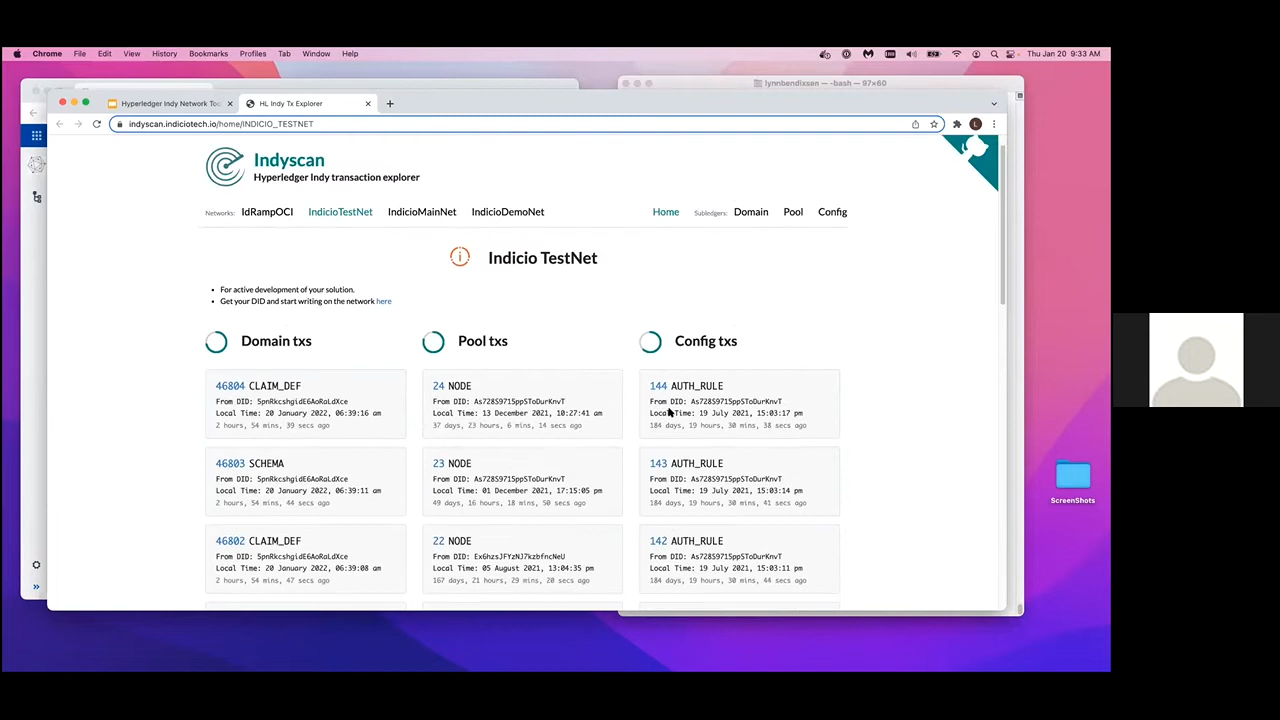 Chrome File Edit View History Bookmarks Profiles Tab Window Help Thu Jan 20 9:33 AM
lynnbendixsen — -bash — 97×60
Hyperledger Indy Network Too
HL Indy Tx Explorer
indyscan.indiciotech.io/home/INDICIO_TESTNET
Indyscan
Hyperledger Indy transaction explorer
Networks: IdRampOCI IndicioTestNet IndicioMainNet IndicioDemoNet Home Subledgers: Domain Pool Config
Indicio TestNet
For active development of your solution.
Get your DID and start writing on the network here
Domain txs
46804 CLAIM_DEF
From DID: SpnRkcshgidE6AoRaLdXce
Local Time: 20 January 2022, 06:39:16 am
2 hours, 54 mins, 39 secs ago
46803 SCHEMA
From DID: SpnRkcshgidE6AoRaLdXce
Local Time: 20 January 2022, 06:39:11 am
2 hours, 54 mins, 44 secs ago
46802 CLAIM_DEF
From DID: SpnRkcshgidE6AoRaLdXce
Local Time: 20 January 2022, 06:39:08 am
2 hours, 54 mins, 47 secs ago
Pool txs
24 NODE
From DID: As728S971SppSToDurKnvT
Local Time: 13 December 2021, 10:27:41 am
37 days, 23 hours, 6 mins, 14 secs ago
23 NODE
From DID: As728S971SppSToDurKnvT
Local Time: 01 December 2021, 17:15:05 pm
49 days, 16 hours, 18 mins, 50 secs ago
22 NODE
From DID: Ex6hzsJFYzNJ7kzbfncNeU
Local Time: 05 August 2021, 13:04:35 pm
167 days, 21 hours, 29 mins, 20 secs ago
Config txs
144 AUTH_RULE
From DID: As728S971SppSToDurKnvT
Local Time: 19 July 2021, 15:03:17 pm
184 days, 19 hours, 30 mins, 38 secs ago
143 AUTH_RULE
From DID: As728S971SppSToDurKnvT
Local Time: 19 July 2021, 15:03:14 pm
184 days, 19 hours, 30 mins, 41 secs ago
142 AUTH_RULE
From DID: As728S971SppSToDurKnvT
Local Time: 19 July 2021, 15:03:11 pm
184 days, 19 hours, 30 mins, 44 secs ago
ScreenShots